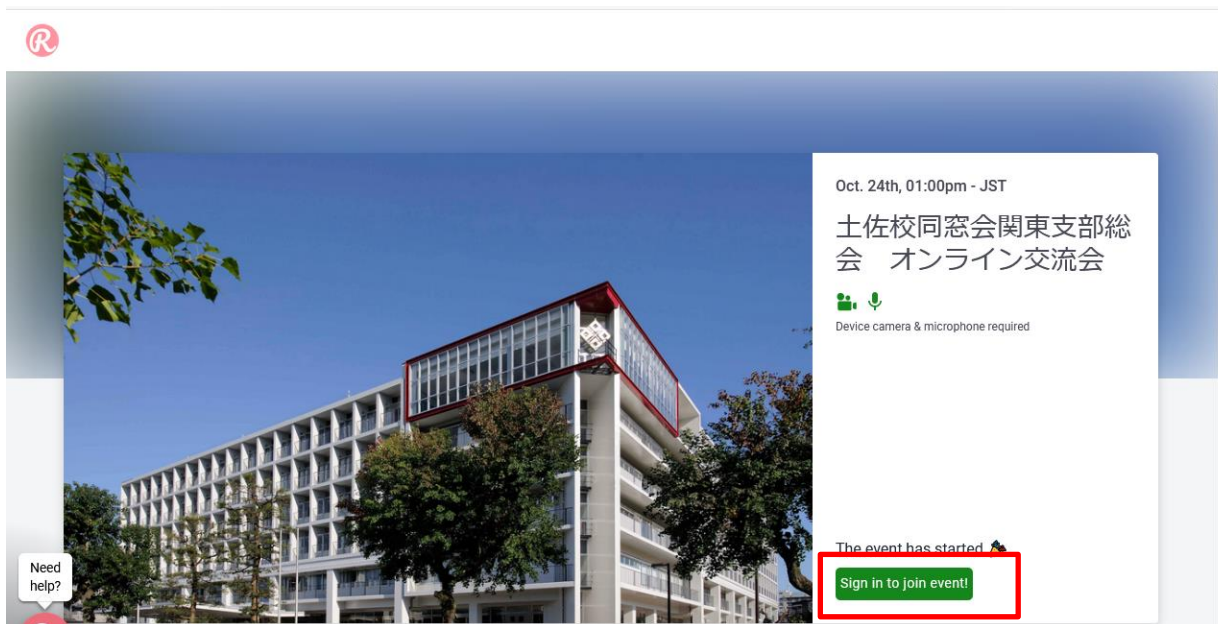 R
Oct. 24th, 01:00pm - JST
土佐校同窓会関東支部総
会　オンライン交流会
Device camera & microphone required
The event has started
Sign in to join event!
Need
help?